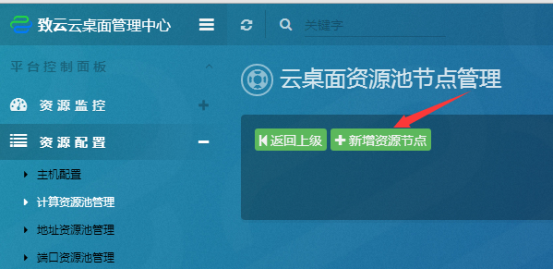 致云云桌面管理中心
关键字
平台控制面板
云桌面资源池节点管理
资源监控
资源配置
返回上级 新增资源节点
主机配置
计算资源池管理
地址资源池管理
端口资源池管理